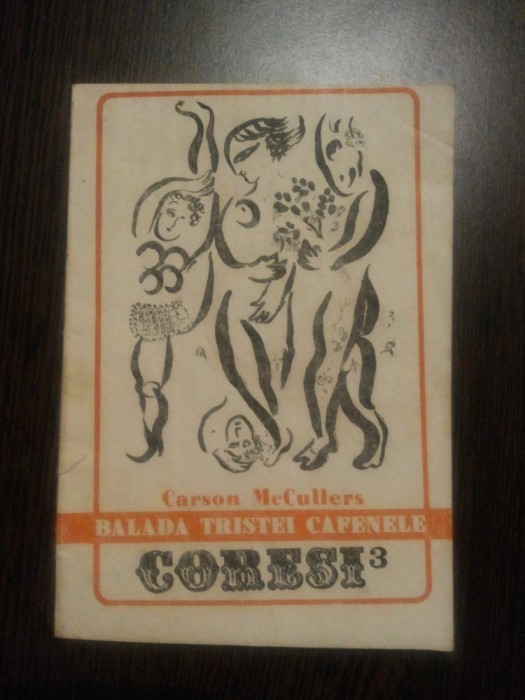 Carson McCullers
BALADA TRISTEI CAFENELE
CORESI³